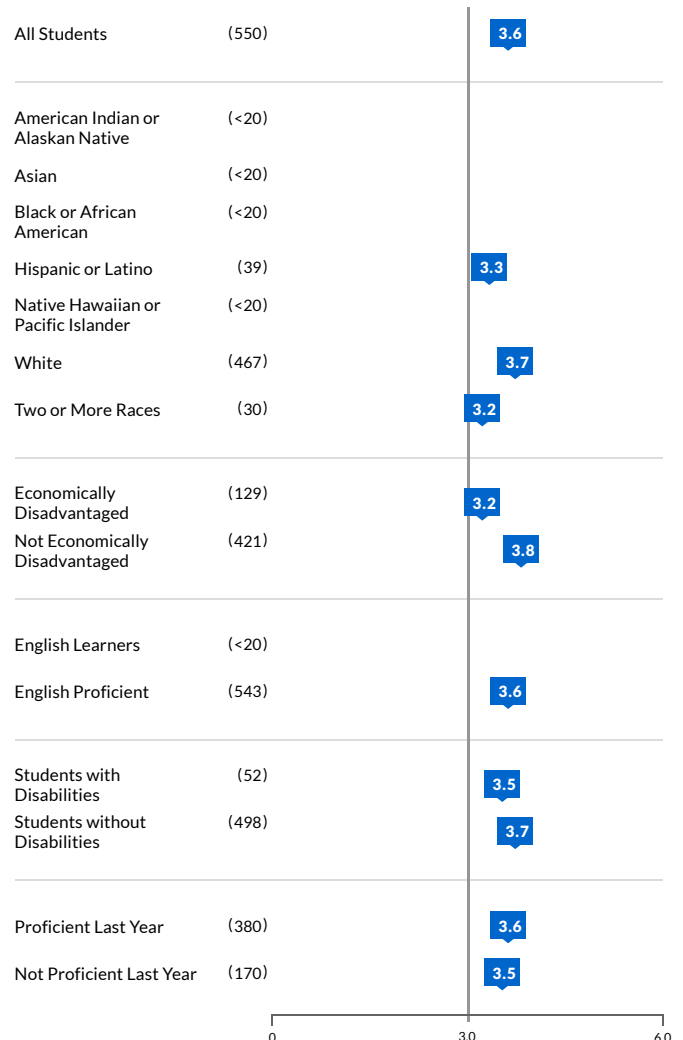 All Students (550) 3.6
American Indian or (<20)
Alaskan Native
Asian (<20)
Black or African (<20)
American
Hispanic or Latino (39) 3.3
Native Hawaiian or (<20)
Pacific Islander
White (467) 3.7
Two or More Races (30) 3.2
Economically (129) 3.2
Disadvantaged
Not Economically (421) 3.8
Disadvantaged
English Learners (<20)
English Proficient (543) 3.6
Students with (52) 3.5
Disabilities
Students without (498) 3.7
Disabilities
Proficient Last Year (380) 3.6
Not Proficient Last Year (170) 3.5
0 3.0 6.0